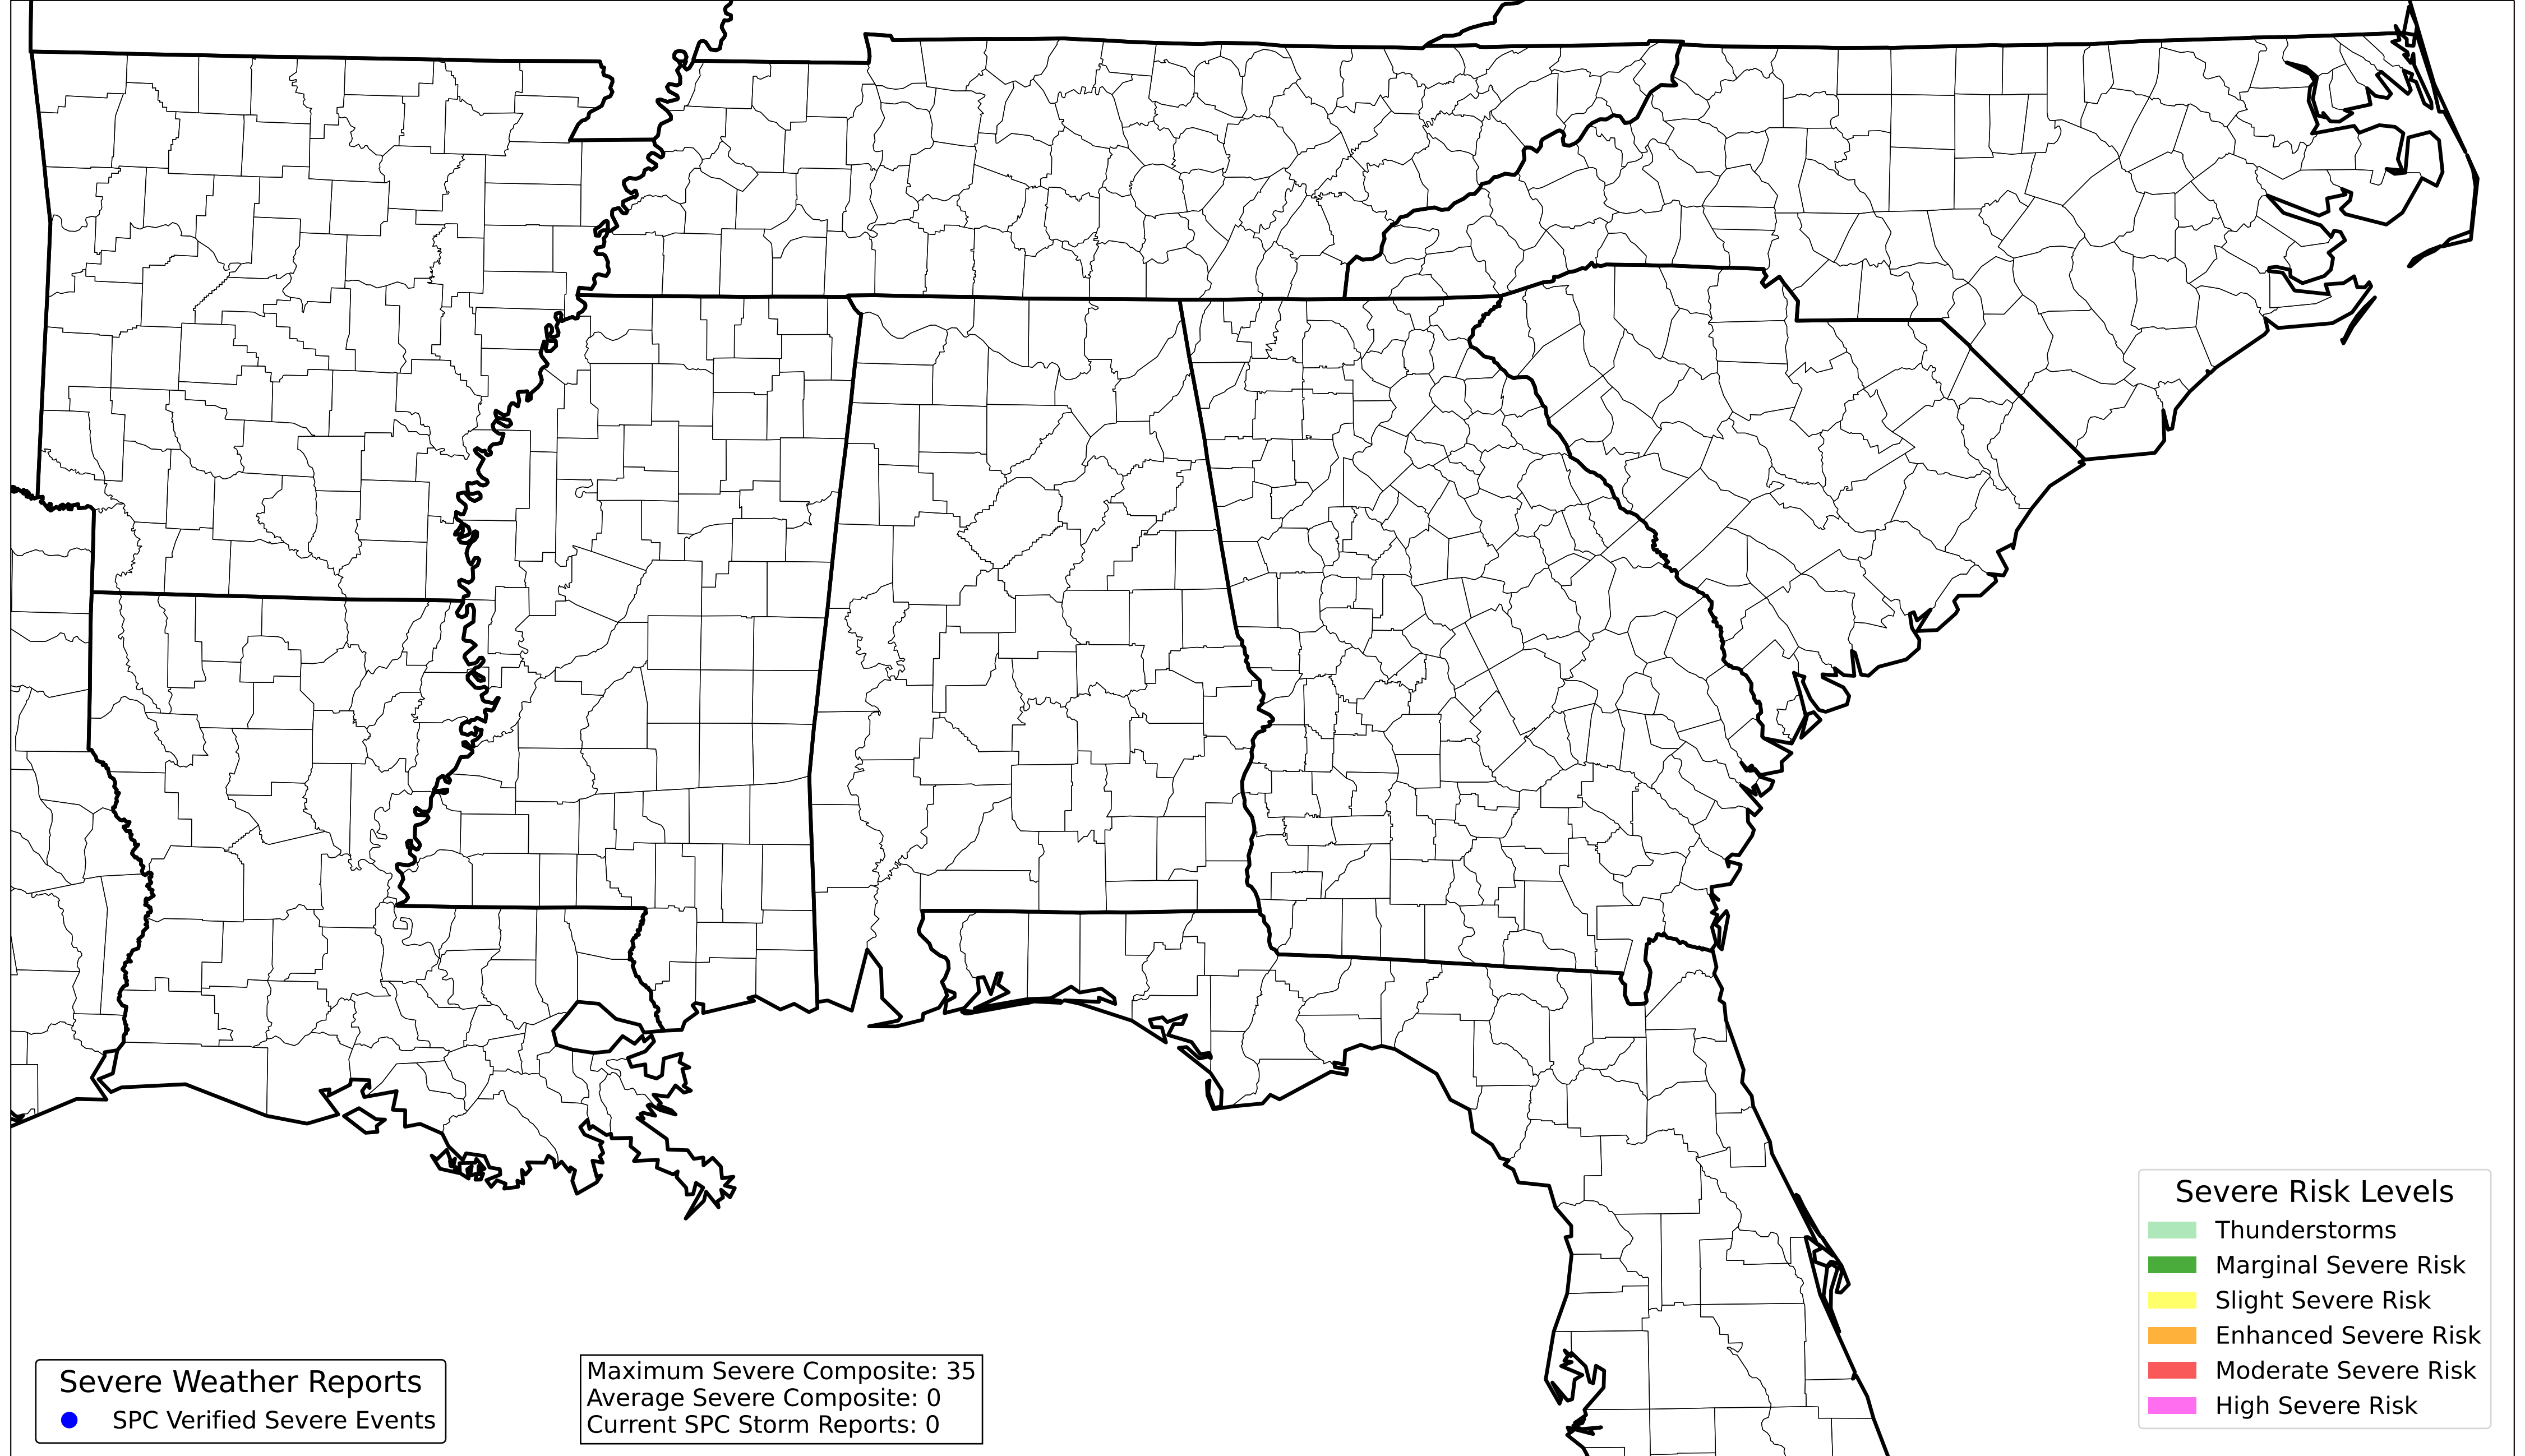 Severe Weather Reports
SPC Verified Severe Events
Maximum Severe Composite: 35
Average Severe Composite: 0
Current SPC Storm Reports: 0
Severe Risk Levels
Thunderstorms
Marginal Severe Risk
Slight Severe Risk
Enhanced Severe Risk
Moderate Severe Risk
High Severe Risk